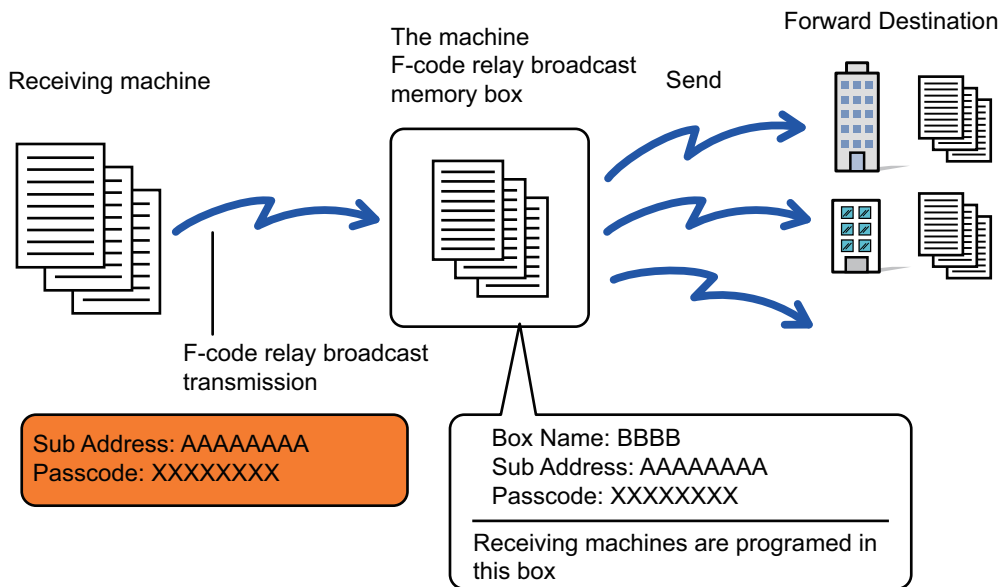 Receiving machine
The machine
F-code relay broadcast
memory box
Send
Forward Destination
F-code relay broadcast
transmission
Sub Address: AAAAAAAA
Passcode: XXXXXXXX
Box Name: BBBB
Sub Address: AAAAAAAA
Passcode: XXXXXXXX
Receiving machines are programed in
this box